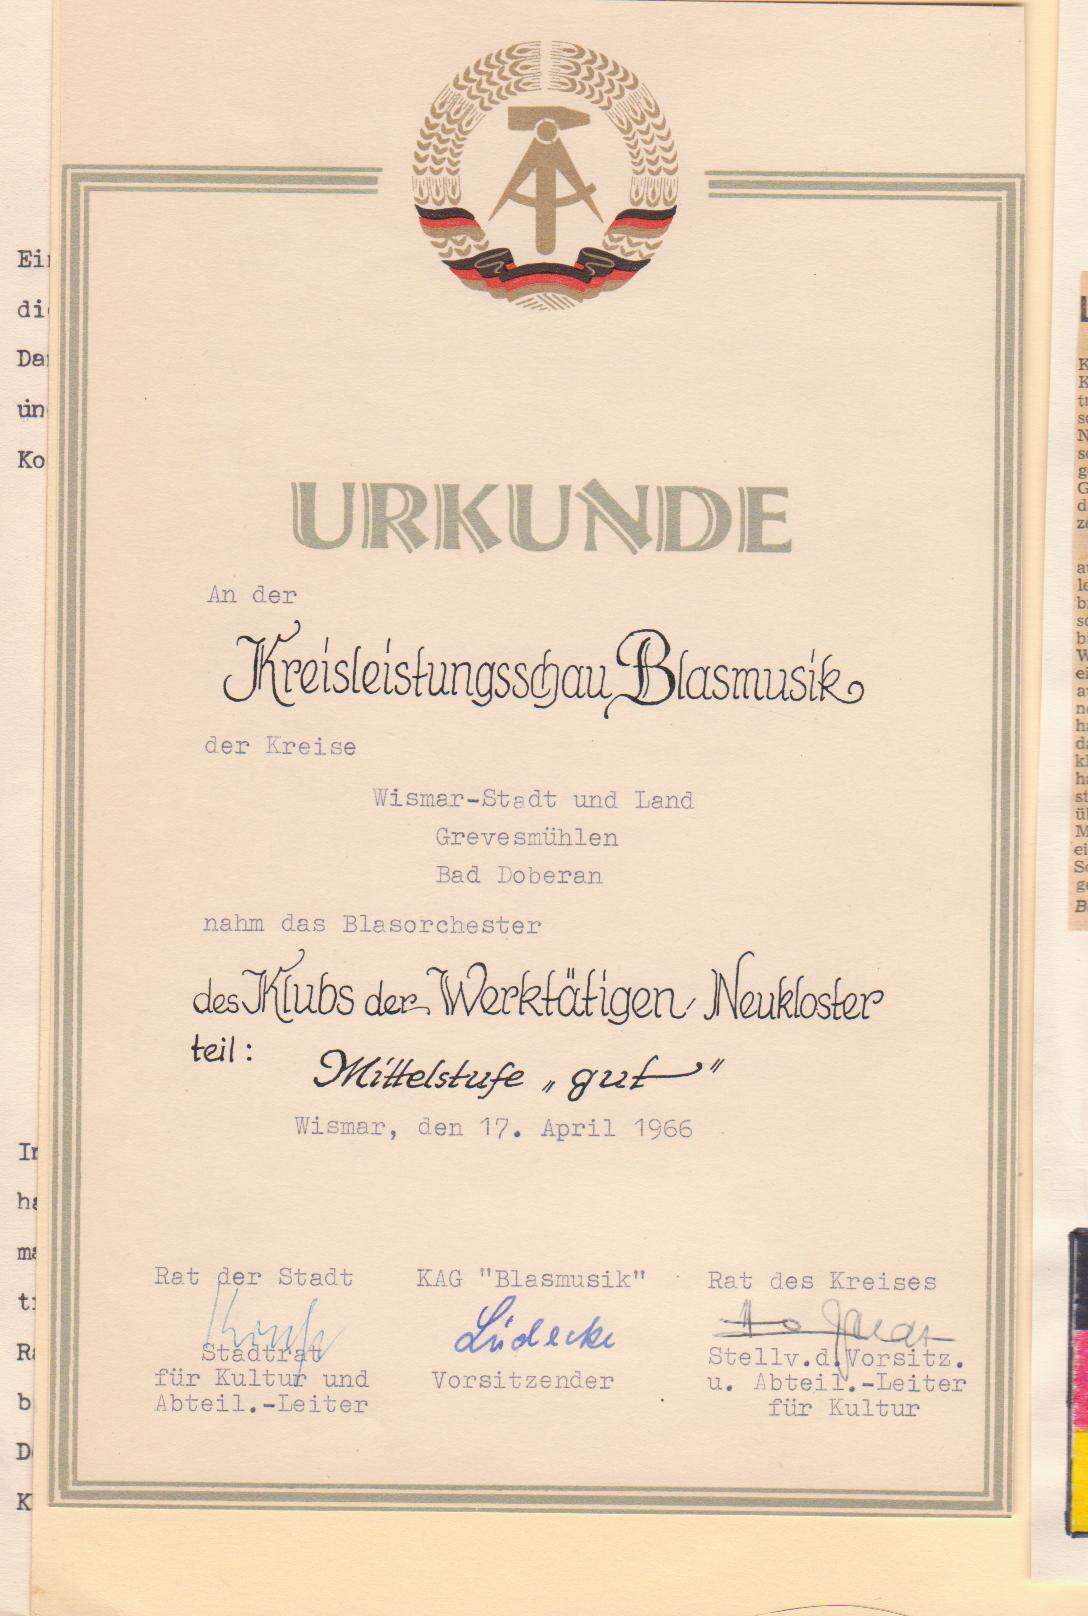 URKUNDE
An der
Kreisleistungsschau Blasmusik
der Kreise
Wismar-Stadt und Land
Grevesmühlen
Bad Doberan
nahm das Blasorchester
des Klubs der Werktätigen, Neukloster
teil:
Mittelstufe „gut"
Wismar, den 17. April 1966
Rat der Stadt
Stadtrat
für Kultur und
Abteil.-Leiter
KAG "Blasmusik"
Lüdecke
Vorsitzender
Rat des Kreises
Stellv.d.Vorsitz.
u. Abteil.-Leiter
für Kultur